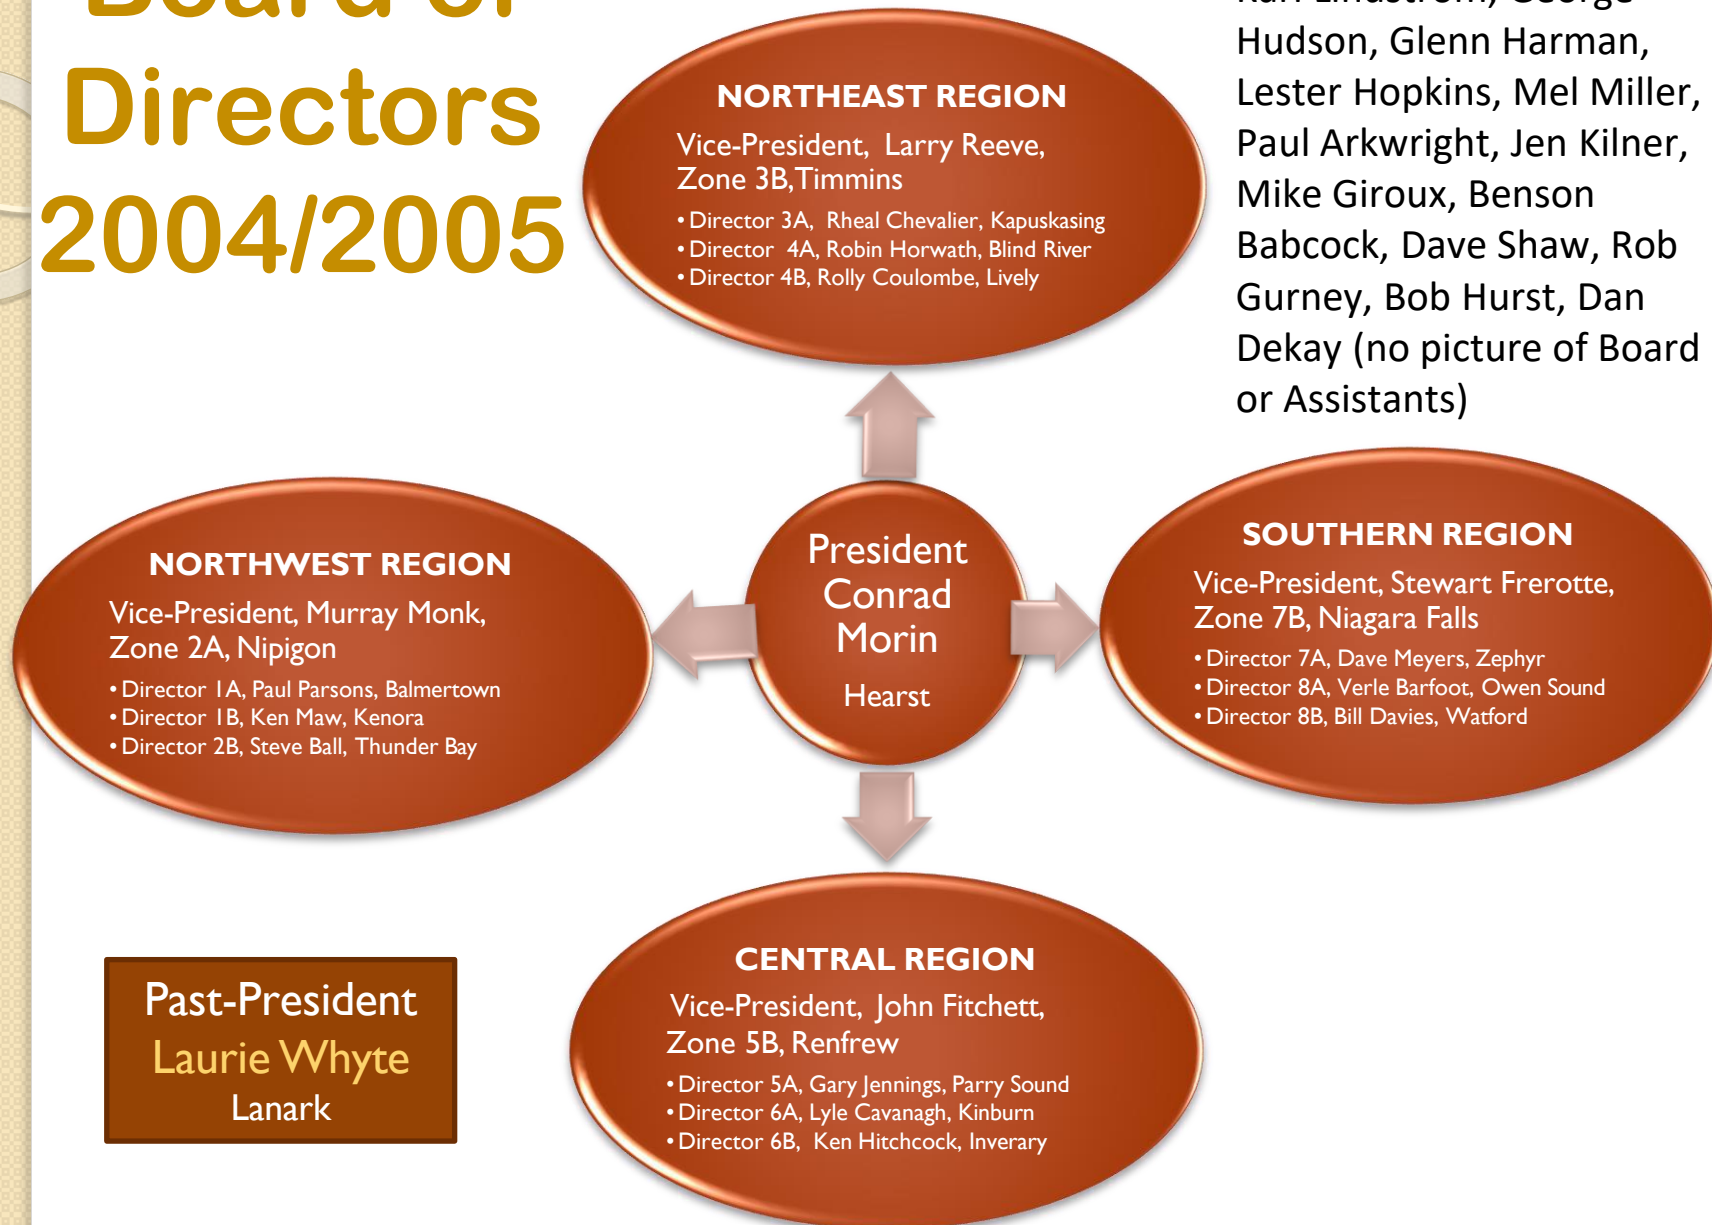 Board of
Directors
2004/2005
Karl Lindstrom, George
Hudson, Glenn Harman,
Lester Hopkins, Mel Miller,
Paul Arkwright, Jen Kilner,
Mike Giroux, Benson
Babcock, Dave Shaw, Rob
Gurney, Bob Hurst, Dan
Dekay (no picture of Board
or Assistants)
NORTHEAST REGION
Vice-President, Larry Reeve,
Zone 3B,Timmins
• Director 3A, Rheal Chevalier, Kapuskasing
• Director 4A, Robin Horwath, Blind River
• Director 4B, Rolly Coulombe, Lively
NORTHWEST REGION
Vice-President, Murray Monk,
Zone 2A, Nipigon
• Director 1A, Paul Parsons, Balmertown
• Director 1B, Ken Maw, Kenora
• Director 2B, Steve Ball, Thunder Bay
President
Conrad
Morin
Hearst
SOUTHERN REGION
Vice-President, Stewart Frerotte,
Zone 7B, Niagara Falls
• Director 7A, Dave Meyers, Zephyr
• Director 8A, Verle Barfoot, Owen Sound
• Director 8B, Bill Davies, Watford
CENTRAL REGION
Vice-President, John Fitchett,
Zone 5B, Renfrew
• Director 5A, Gary Jennings, Parry Sound
• Director 6A, Lyle Cavanagh, Kinburn
• Director 6B, Ken Hitchcock, Inverary
Past-President
Laurie Whyte
Lanark